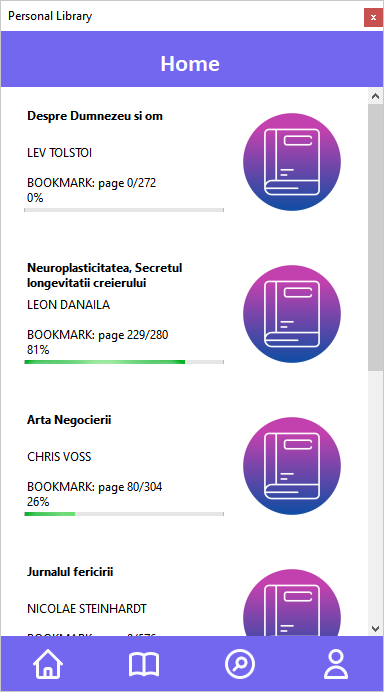 Personal Library
x
Home
Despre Dumnezeu si om
LEV TOLSTOI
BOOKMARK: page 0/272
0%
Neuroplasticitatea, Secretul
longevitatii creierului
LEON DANAILA
BOOKMARK: page 229/280
81%
Arta Negocierii
CHRIS VOSS
BOOKMARK: page 80/304
26%
Jurnalul fericirii
NICOLAE STEINHARDT